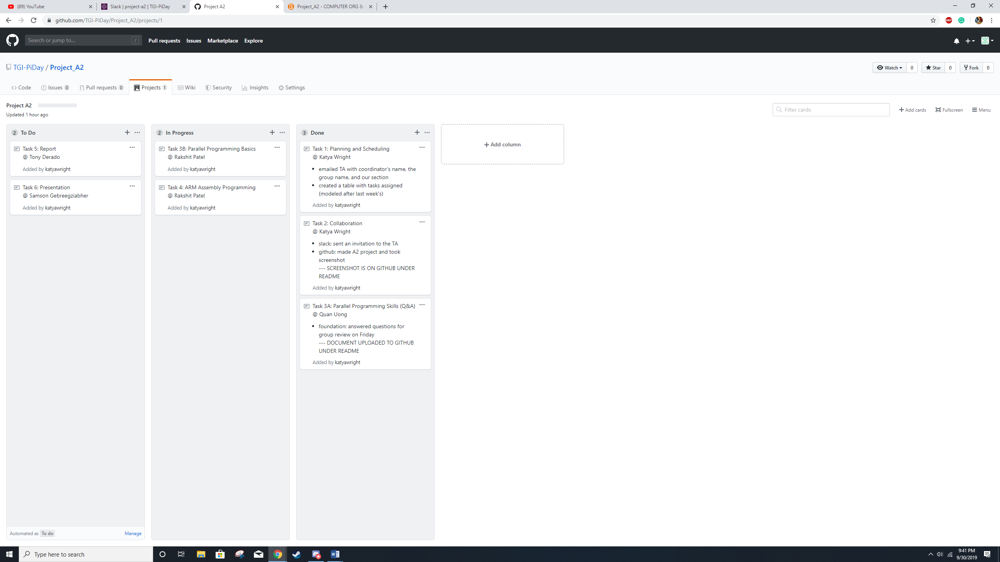 (89) YouTube
Slack | project-a2 | TGI-PiDay
Project A2
Project_A2 - COMPUTER ORG &
github.com/TGI-PiDay/Project_A2/projects/1
ABP
Search or jump to...
/
Pull requests
Issues
Marketplace
Explore
TGI-PiDay / Project_A2
Watch 0
Star 0
Fork 0
Code
Issues 0
Pull requests 0
Projects 1
Wiki
Security
Insights
Settings
Project A2
Updated 1 hour ago
Filter cards
Add cards
Fullscreen
Menu
2 To Do
Task 5: Report
@ Tony Derado
Added by katyawright
Task 6: Presentation
@ Samson Gebreegziabher
Added by katyawright
Automated as To do
Manage
2 In Progress
Task 3B: Parallel Programming Basics
@ Rakshit Patel
Added by katyawright
Task 4: ARM Assembly Programming
@ Rakshit Patel
Added by katyawright
3 Done
Task 1: Planning and Scheduling
@ Katya Wright
• emailed TA with coordinator's name, the
group name, and our section
• created a table with tasks assigned
(modeled after last week's)
Added by katyawright
Task 2: Collaboration
@ Katya Wright
• slack: sent an invitation to the TA
• github: made A2 project and took
screenshot
--- SCREENSHOT IS ON GITHUB UNDER
README
Added by katyawright
Task 3A: Parallel Programming Skills (Q&A)
@ Quan Uong
• foundation: answered questions for
group review on Friday
--- DOCUMENT UPLOADED TO GITHUB
UNDER README
Added by katyawright
+ Add column
Type here to search
9:41 PM
9/30/2019